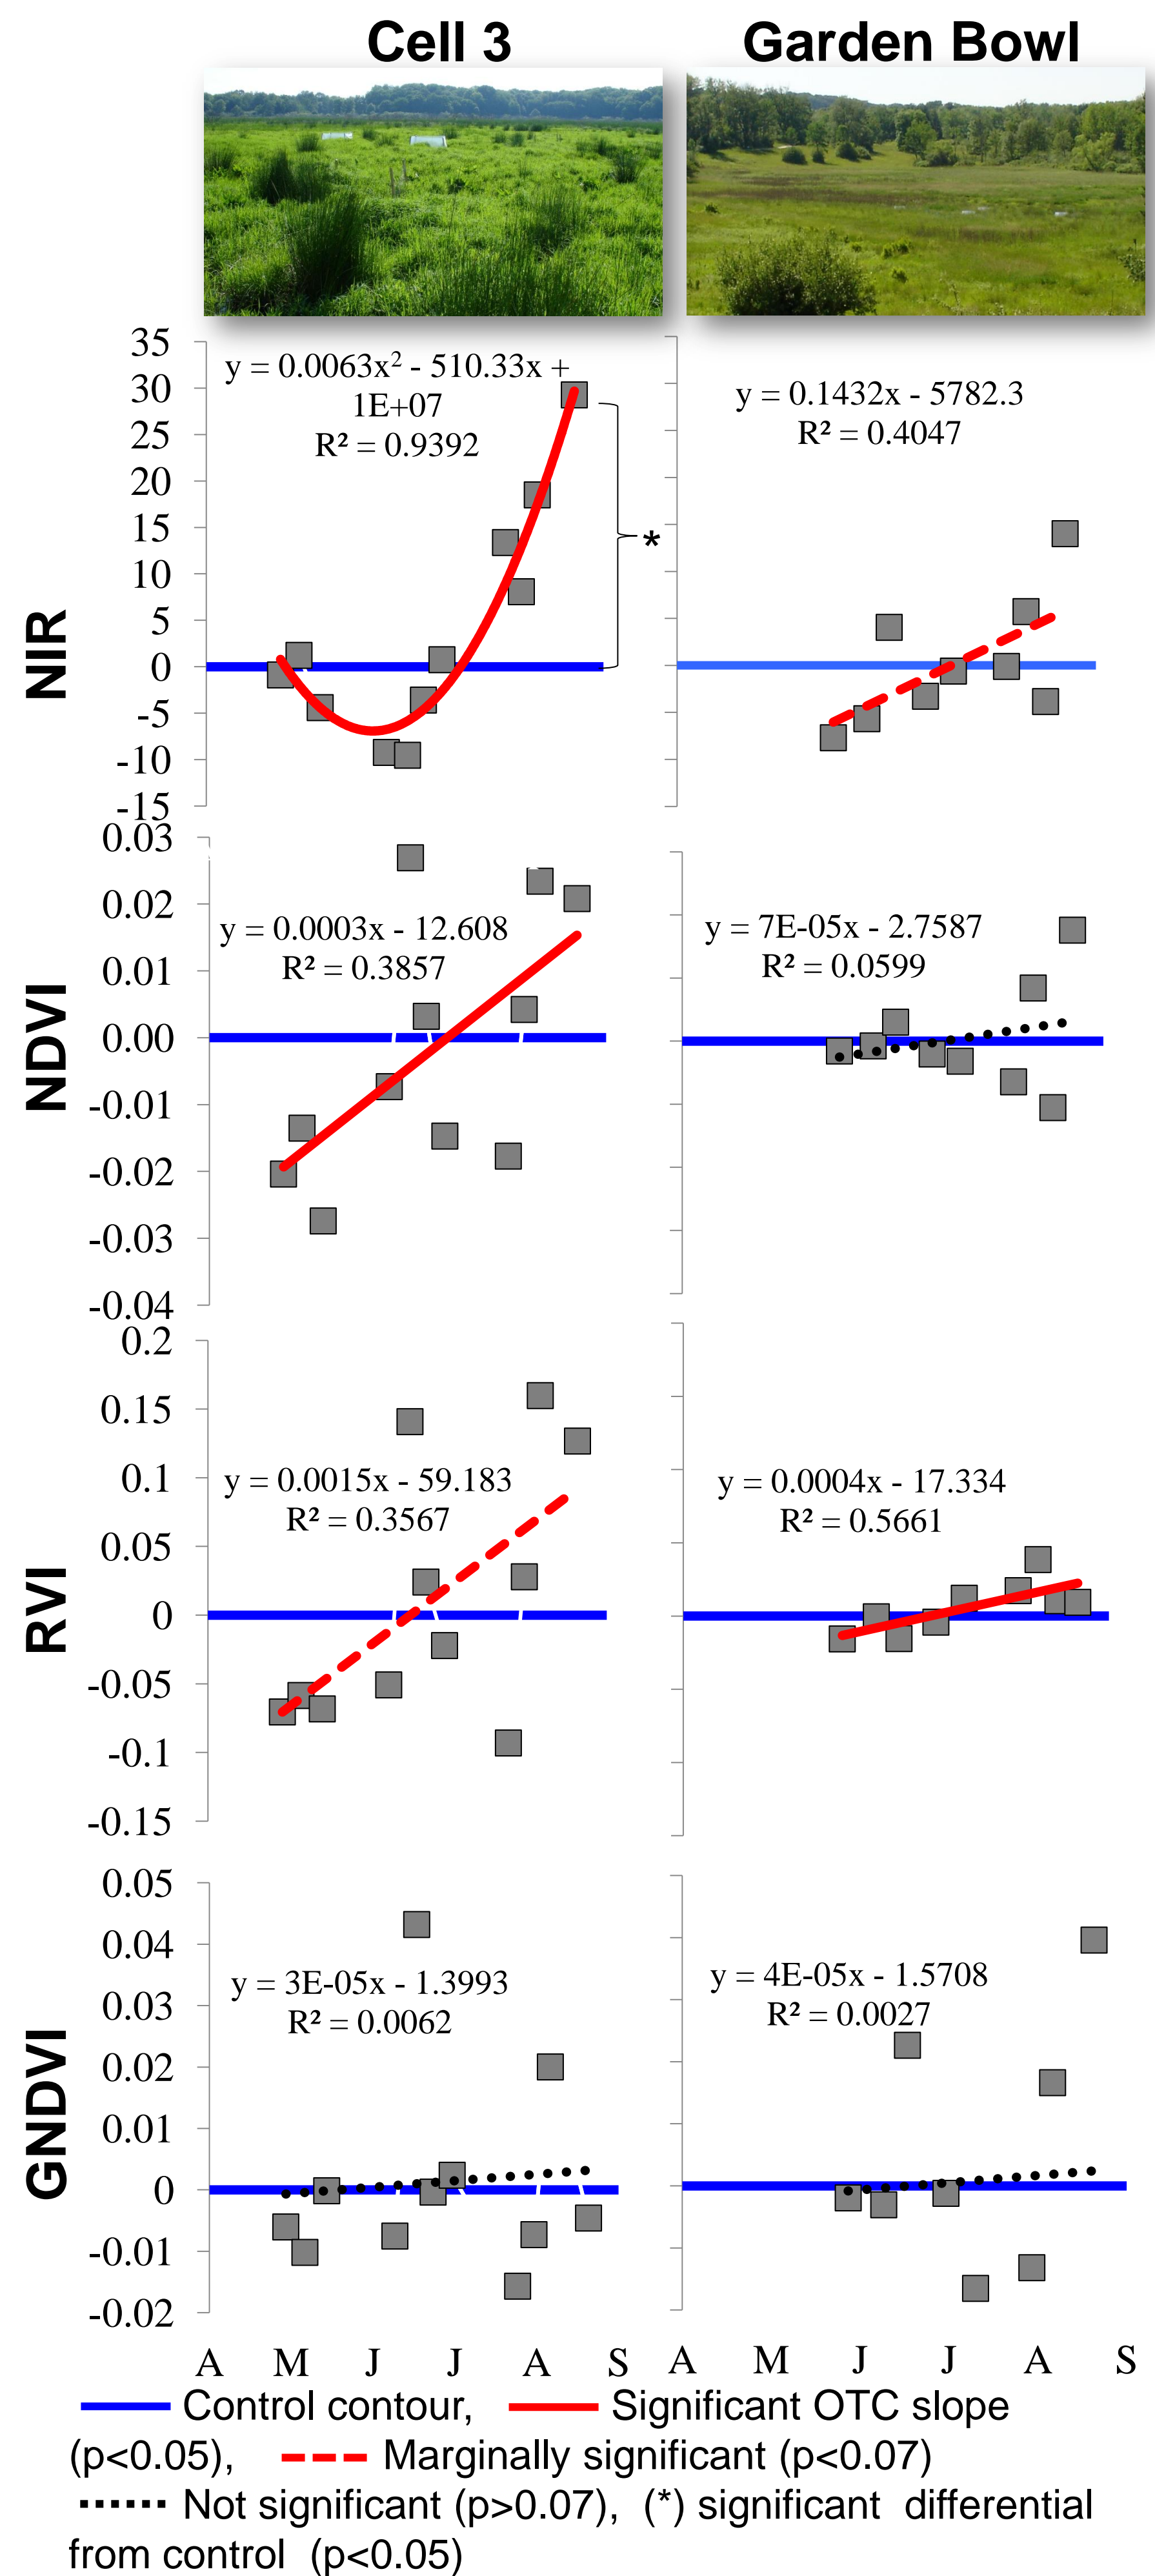 Cell 3
Garden Bowl
NIR
35
30
25
20
15
10
5
0
-5
-10
-15
y = 0.0063x² - 510.33x +
1E+07
R² = 0.9392
*
y = 0.1432x - 5782.3
R² = 0.4047
NDVI
0.03
0.02
0.01
0.00
-0.01
-0.02
-0.03
-0.04
y = 0.0003x - 12.608
R² = 0.3857
y = 7E-05x - 2.7587
R² = 0.0599
RVI
0.2
0.15
0.1
0.05
0
-0.05
-0.1
-0.15
y = 0.0015x - 59.183
R² = 0.3567
y = 0.0004x - 17.334
R² = 0.5661
GNDVI
0.05
0.04
0.03
0.02
0.01
0
-0.01
-0.02
y = 3E-05x - 1.3993
R² = 0.0062
y = 4E-05x - 1.5708
R² = 0.0027
A M J J A S
A M J J A S
Control contour, Significant OTC slope
(p<0.05), Marginally significant (p<0.07)
Not significant (p>0.07), (*) significant differential
from control (p<0.05)